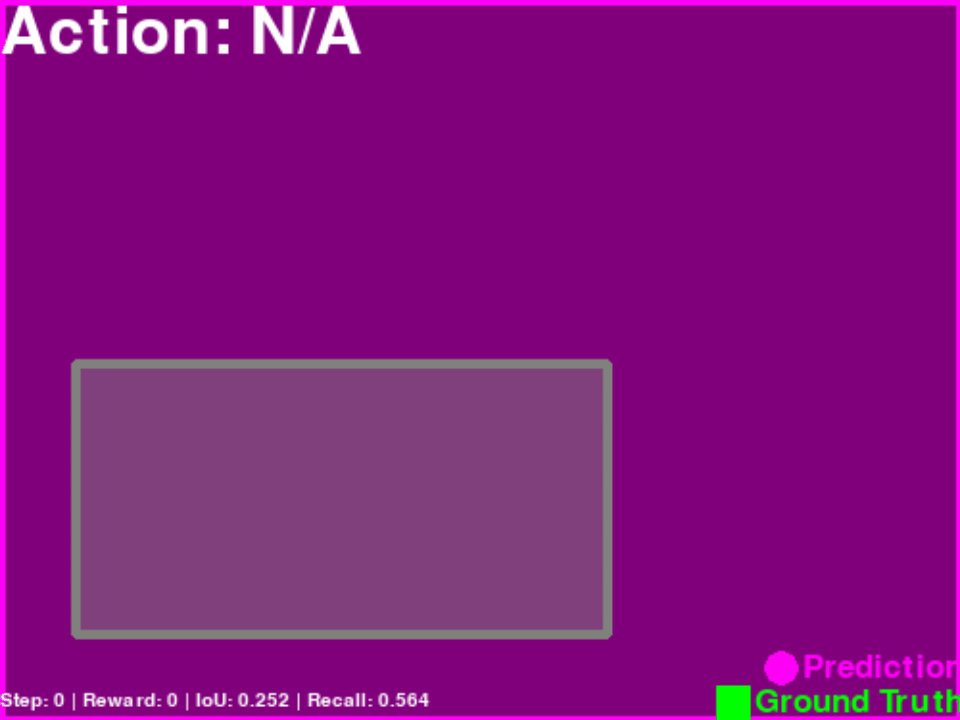 Action: N/A
Prediction
Step: 0 | Reward: 0 | IoU: 0.252 | Recall: 0.564
Ground Truth